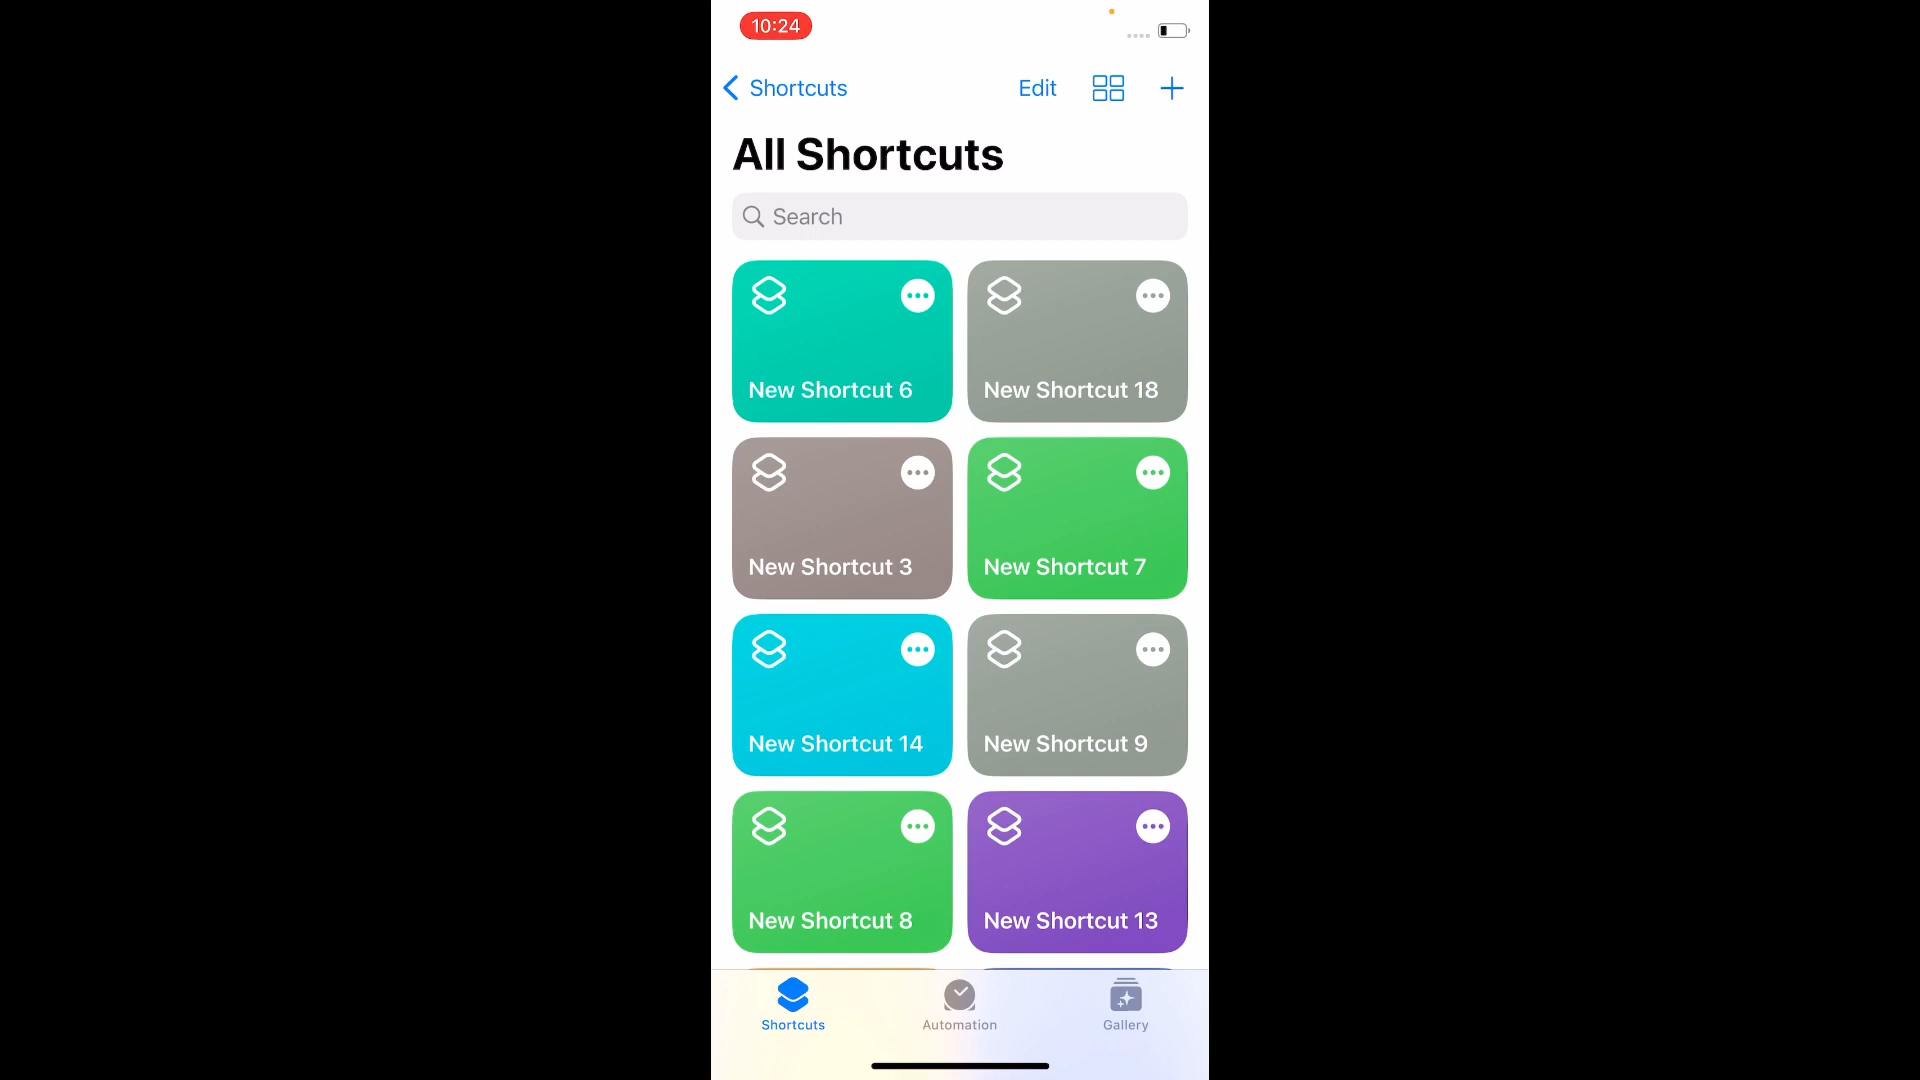 10:24
Shortcuts
Edit
All Shortcuts
Search
New Shortcut 6
New Shortcut 18
New Shortcut 3
New Shortcut 7
New Shortcut 14
New Shortcut 9
New Shortcut 8
New Shortcut 13
Shortcuts
Automation
Gallery